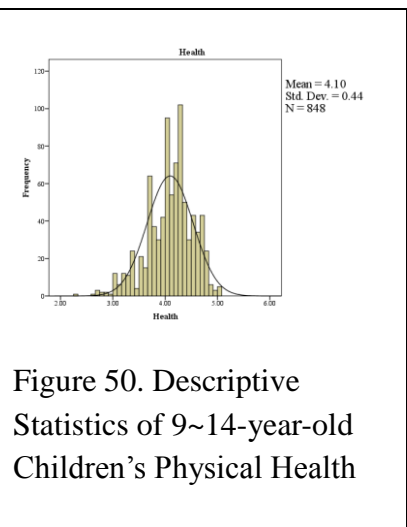 Health
Mean = 4.10
Std. Dev. = 0.44
N = 848
120
100
80
60
40
20
0
Frequency
2.00 3.00 4.00 5.00 6.00
Health
Figure 50. Descriptive
Statistics of 9~14-year-old
Children’s Physical Health